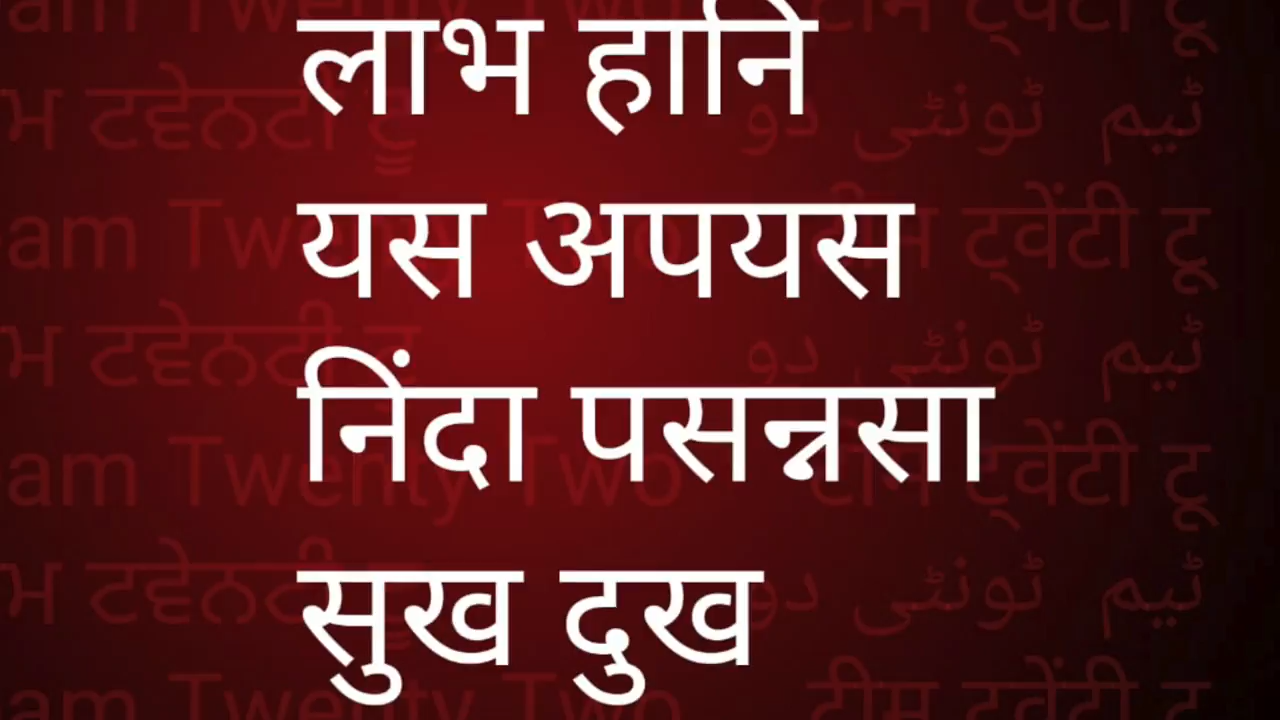 लाभ हानि
यस अपयस
निंदा पसन्नसा
सुख दुख